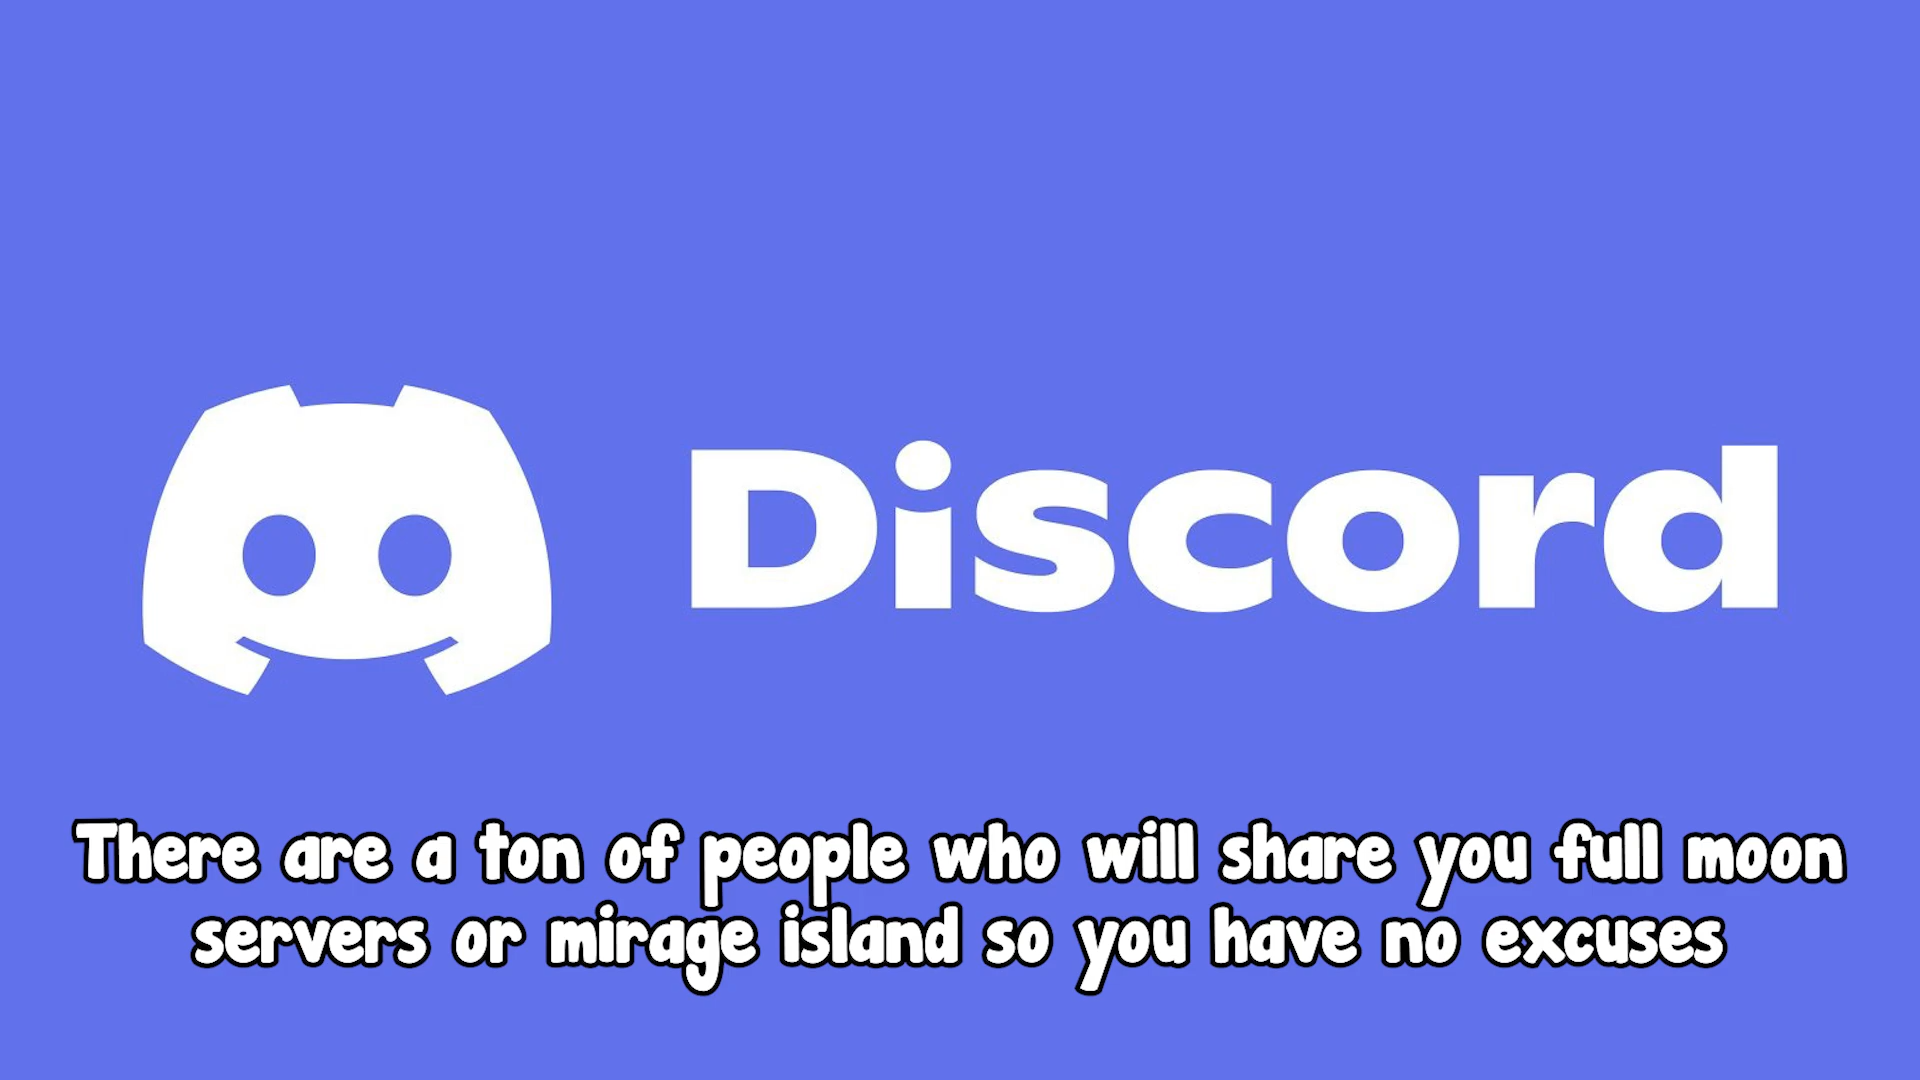 Discord
There are a ton of people who will share you full moon
servers or mirage island so you have no excuses